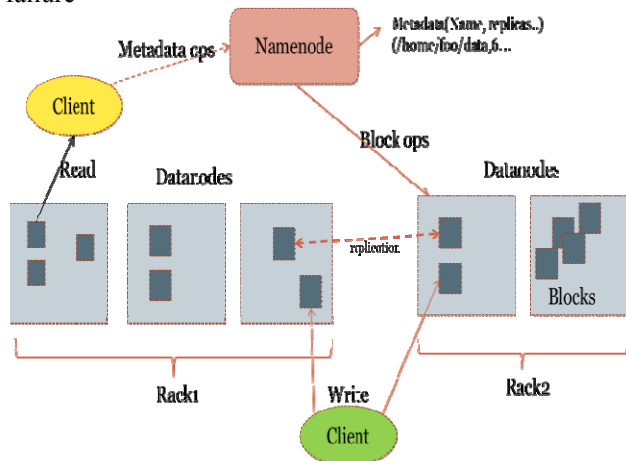 failure
Metadata(Name, replicas..)
(/home/foo/data,6...
Metadata ops
Namenode
Client
Block ops
Read
Datanodes
Datanodes
replication
Blocks
Rack1
Write
Rack2
Client